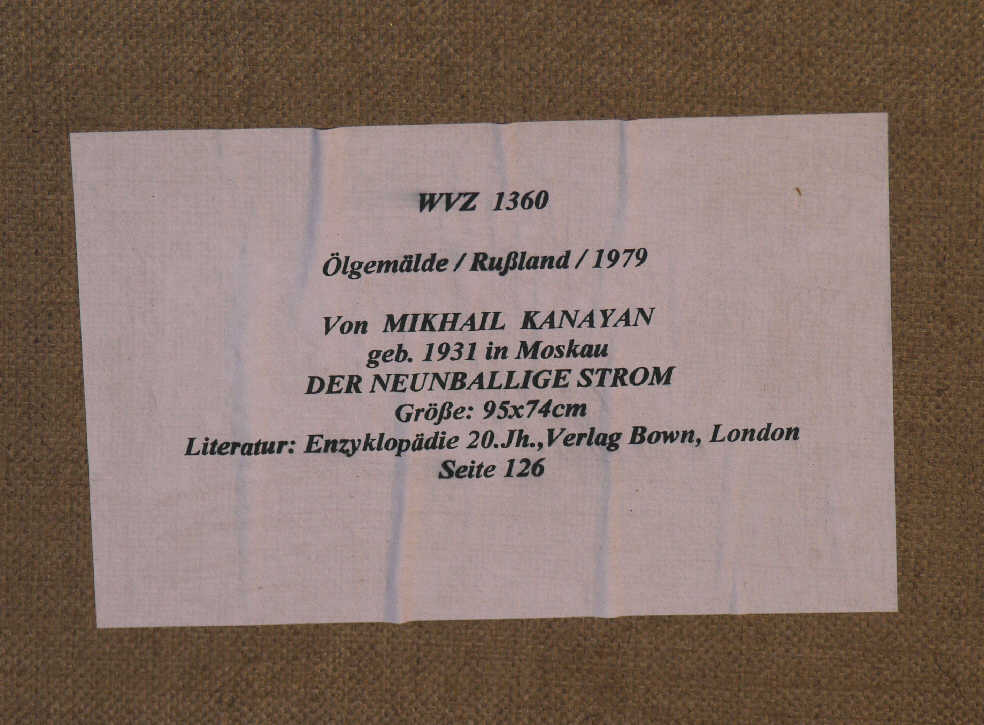 WVZ 1360
Ölgemälde / Rußland / 1979
Von MIKHAIL KANAYAN
geb. 1931 in Moskau
DER NEUNBALLIGE STROM
Größe: 95x74cm
Literatur: Enzyklopädie 20.Jh.,Verlag Bown, London
Seite 126